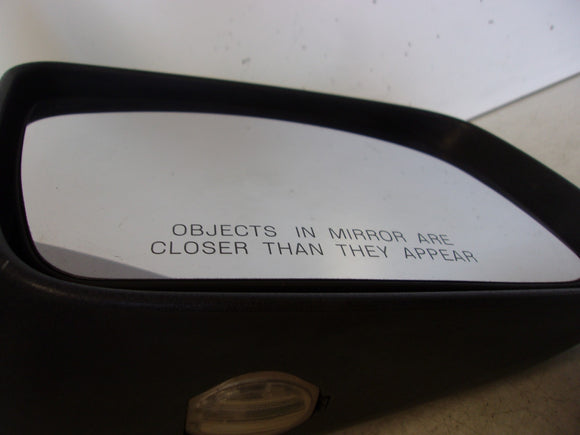 OBJECTS IN MIRROR ARE
CLOSER THAN THEY APPEAR